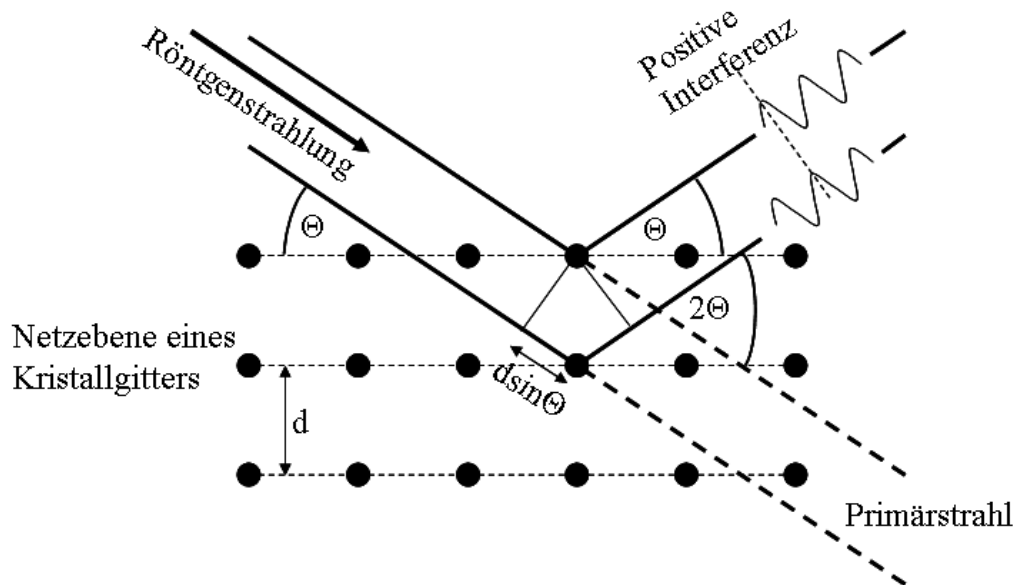 Röntgenstrahlung
Positive
Interferenz
Θ
Θ
2Θ
Netzebene eines
Kristallgitters
dsinΘ
d
Primärstrahl